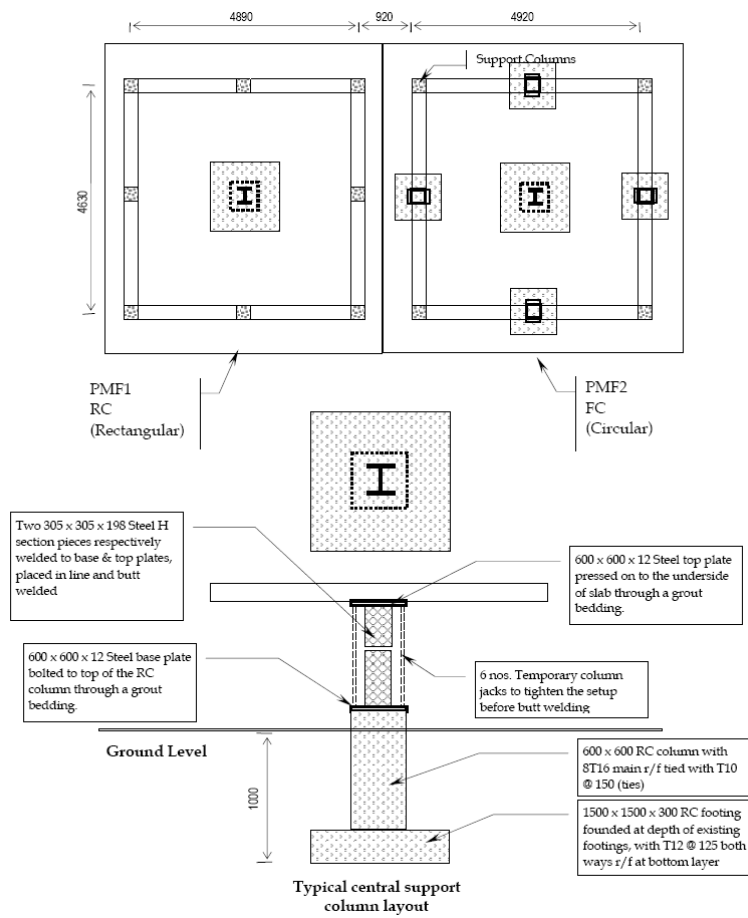 4890
920
4920
Support Columns
4630
PMF1
RC
(Rectangular)
PMF2
FC
(Circular)
Two 305 x 305 x 198 Steel H
section pieces respectively
welded to base & top plates,
placed in line and butt
welded
600 x 600 x 12 Steel top plate
pressed on to the underside
of slab through a grout
bedding.
600 x 600 x 12 Steel base plate
bolted to top of the RC
column through a grout
bedding.
6 nos. Temporary column
jacks to tighten the setup
before butt welding
Ground Level
1000
600 x 600 RC column with
8T16 main r/f tied with T10
@ 150 (ties)
1500 x 1500 x 300 RC footing
founded at depth of existing
footings, with T12 @ 125 both
ways r/f at bottom layer
Typical central support
column layout